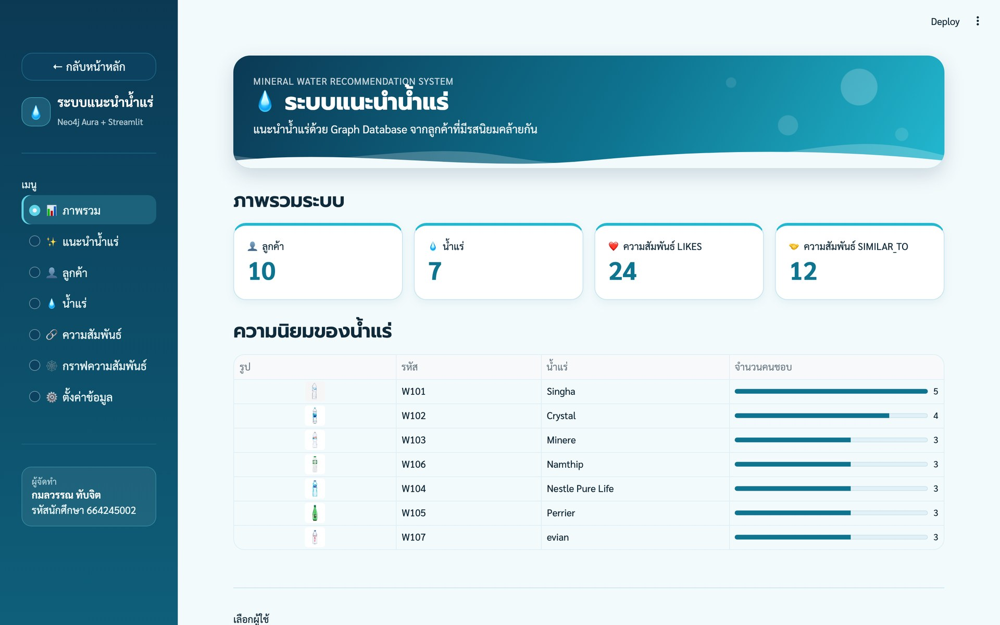 Deploy
← กลับหน้าหลัก
ระบบแนะนำน้ำแร่
Neo4j Aura + Streamlit
เมนู
ภาพรวม
แนะนำน้ำแร่
ลูกค้า
น้ำแร่
ความสัมพันธ์
กราฟความสัมพันธ์
ตั้งค่าข้อมูล
ผู้จัดทำ
กมลวรรณ ทับจิต
รหัสนักศึกษา 664245002
MINERAL WATER RECOMMENDATION SYSTEM
ระบบแนะนำน้ำแร่
แนะนำน้ำแร่ด้วย Graph Database จากลูกค้าที่มีรสนิยมคล้ายกัน
ภาพรวมระบบ
ลูกค้า
10
น้ำแร่
7
ความสัมพันธ์ LIKES
24
ความสัมพันธ์ SIMILAR_TO
12
ความนิยมของน้ำแร่
รูป รหัส น้ำแร่ จำนวนคนชอบ
W101 Singha 5
W102 Crystal 4
W103 Minere 3
W106 Namthip 3
W104 Nestle Pure Life 3
W105 Perrier 3
W107 evian 3
เลือกผู้ใช้